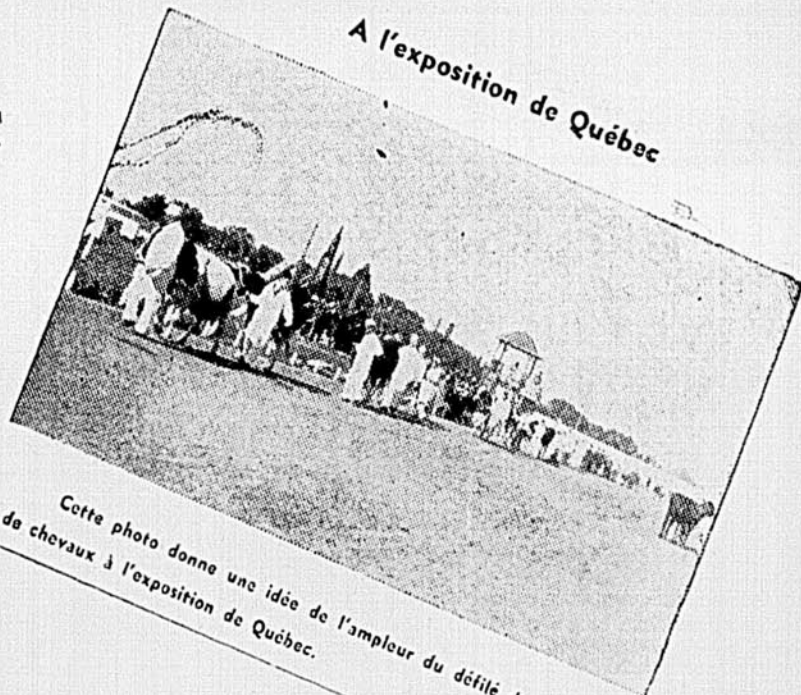 A l'exposition de Québec
Cette photo donne une idée de l'ampleur du défilé
de chevaux à l'exposition de Québec.